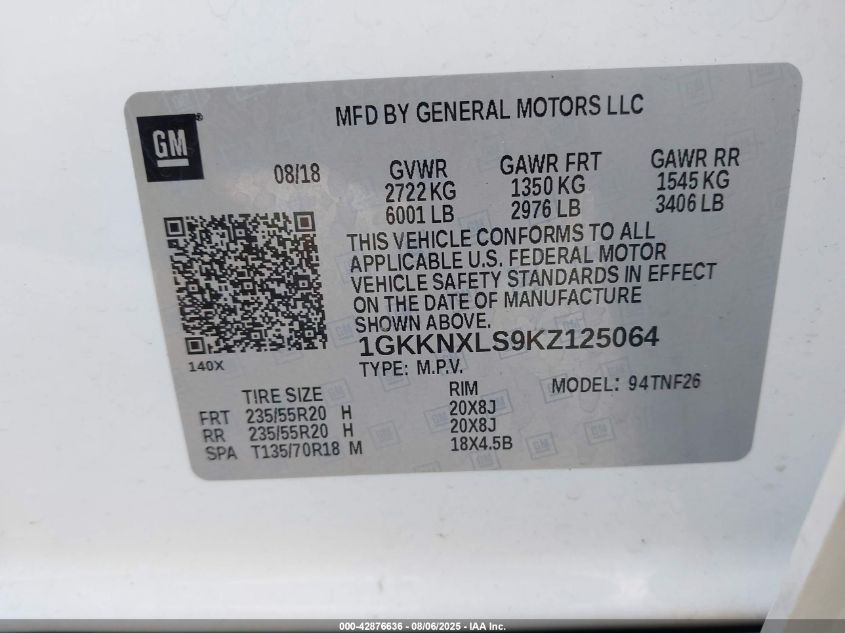 MFD BY GENERAL MOTORS LLC
GM®
08/18
GVWR GAWR FRT GAWR RR
2722 KG 1350 KG 1545 KG
6001 LB 2976 LB 3406 LB
THIS VEHICLE CONFORMS TO ALL
APPLICABLE U.S. FEDERAL MOTOR
VEHICLE SAFETY STANDARDS IN EFFECT
ON THE DATE OF MANUFACTURE
SHOWN ABOVE.
1GKKNXLS9KZ125064
140X
TYPE: M.P.V.
MODEL: 94TNF26
TIRE SIZE RIM
FRT 235/55R20 H 20X8J
RR 235/55R20 H 20X8J
SPA T135/70R18 M 18X4.5B
000-42876636 - 08/06/2025 - IAA Inc.